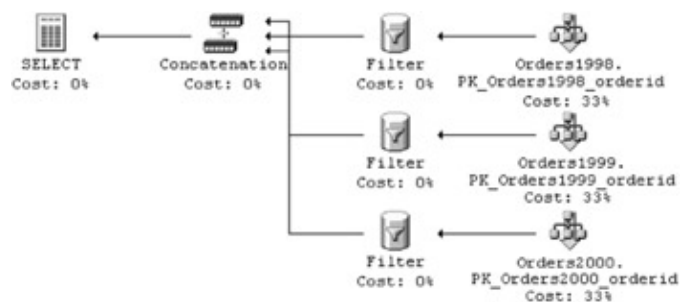 SELECT
Cost: 0%
Concatenation
Cost: 0%
Filter
Cost: 0%
Orders1998.
PK_Orders1998_orderid
Cost: 33%
Filter
Cost: 0%
Orders1999.
PK_Orders1999_orderid
Cost: 33%
Filter
Cost: 0%
Orders2000.
PK_Orders2000_orderid
Cost: 33%